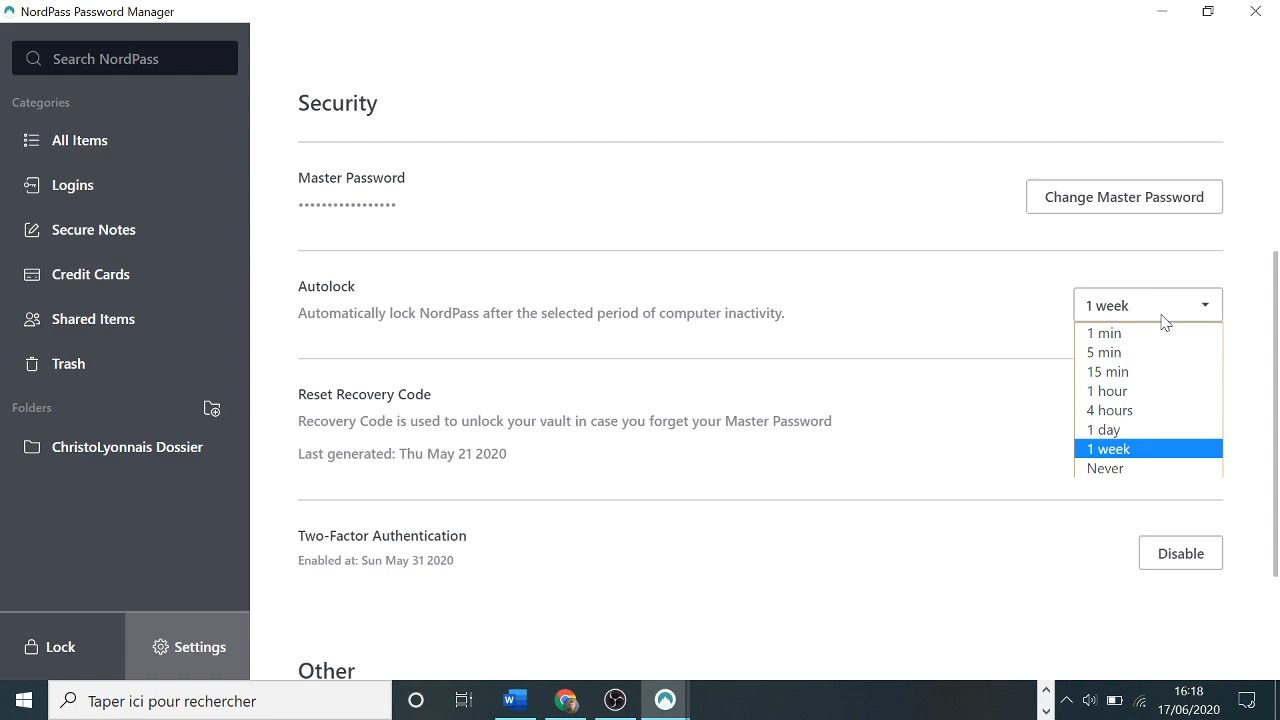 NordPass Password Manager
Search NordPass
Categories
All Items
Logins
Secure Notes
Credit Cards
Shared Items
Trash
Folders
ChristoLyonnais Dossier
Lock
Settings
Security
Master Password
•••••••••••••••••
Change Master Password
Autolock
Automatically lock NordPass after the selected period of computer inactivity.
1 week
1 min
5 min
15 min
1 hour
4 hours
1 day
1 week
Never
Reset Recovery Code
Recovery Code is used to unlock your vault in case you forget your Master Password
Last generated: Thu May 21 2020
Two-Factor Authentication
Enabled at: Sun May 31 2020
Disable
Other
Taper ici pour rechercher
16:18
17/06/2020